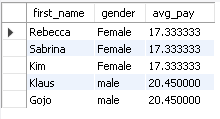 first_name gender avg_pay
Rebecca Female 17.333333
Sabrina Female 17.333333
Kim Female 17.333333
Klaus male 20.450000
Gojo male 20.450000